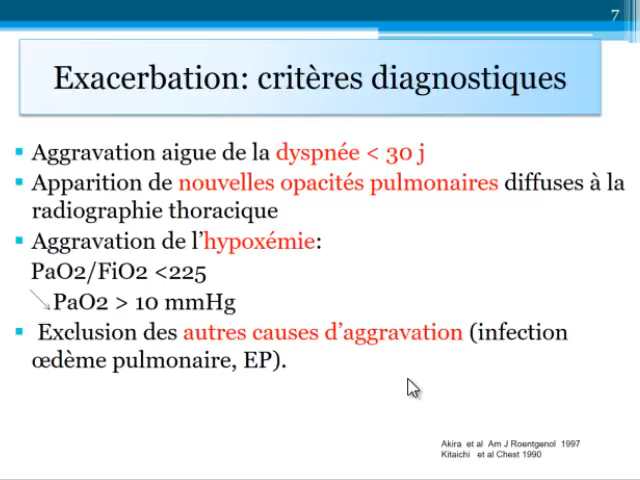 7
Exacerbation: critères diagnostiques
Aggravation aigue de la dyspnée < 30 j
Apparition de nouvelles opacités pulmonaires diffuses à la
radiographie thoracique
Aggravation de l’hypoxémie:
PaO2/FiO2 <225
PaO2 > 10 mmHg
Exclusion des autres causes d’aggravation (infection
œdème pulmonaire, EP).
Akira et al Am J Roentgenol 1997
Kitaichi et al Chest 1990